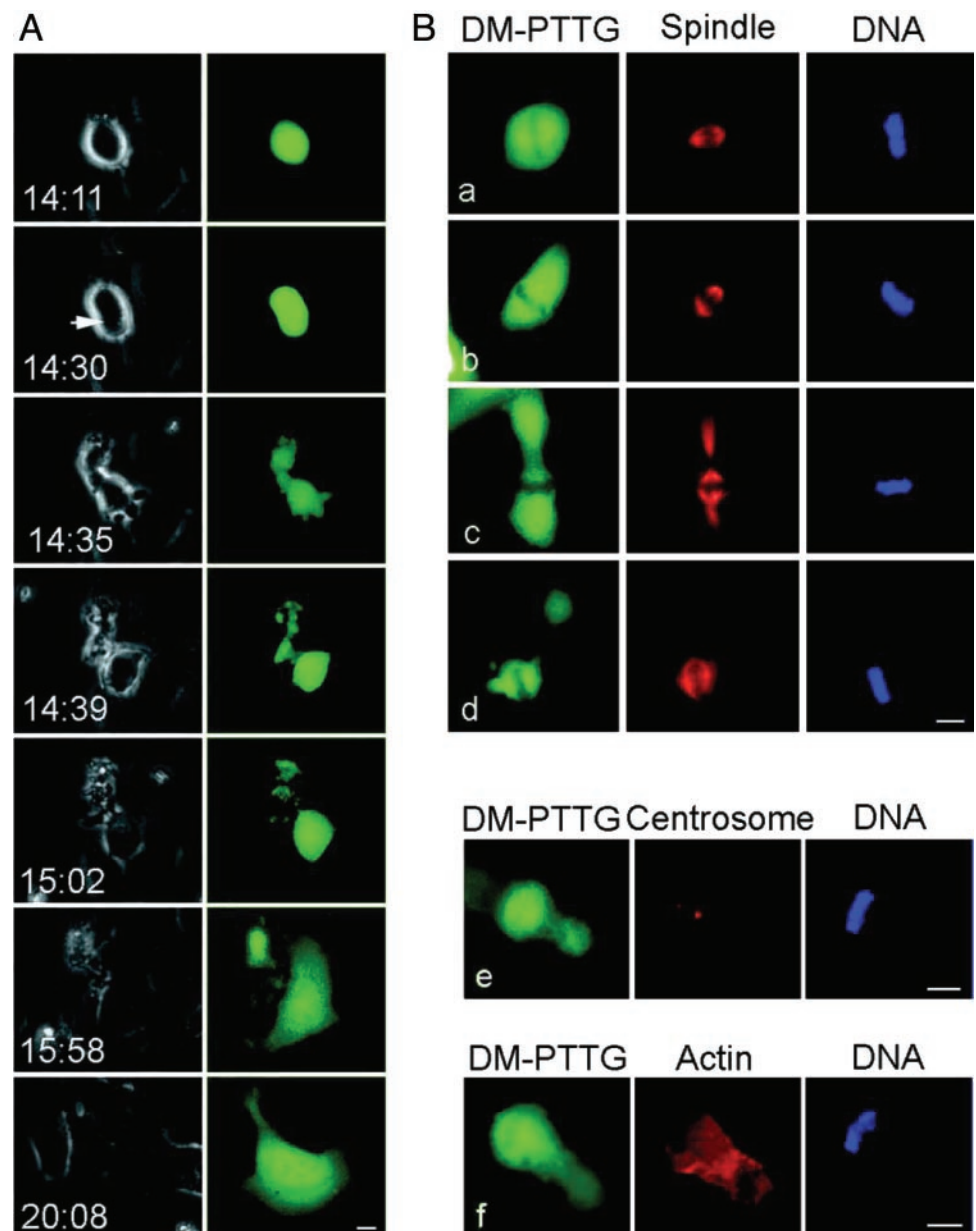 A
14:11
14:30
14:35
14:39
15:02
15:58
20:08
B
DM-PTTG Spindle DNA
a
b
c
d
DM-PTTG Centrosome DNA
e
DM-PTTG Actin DNA
f